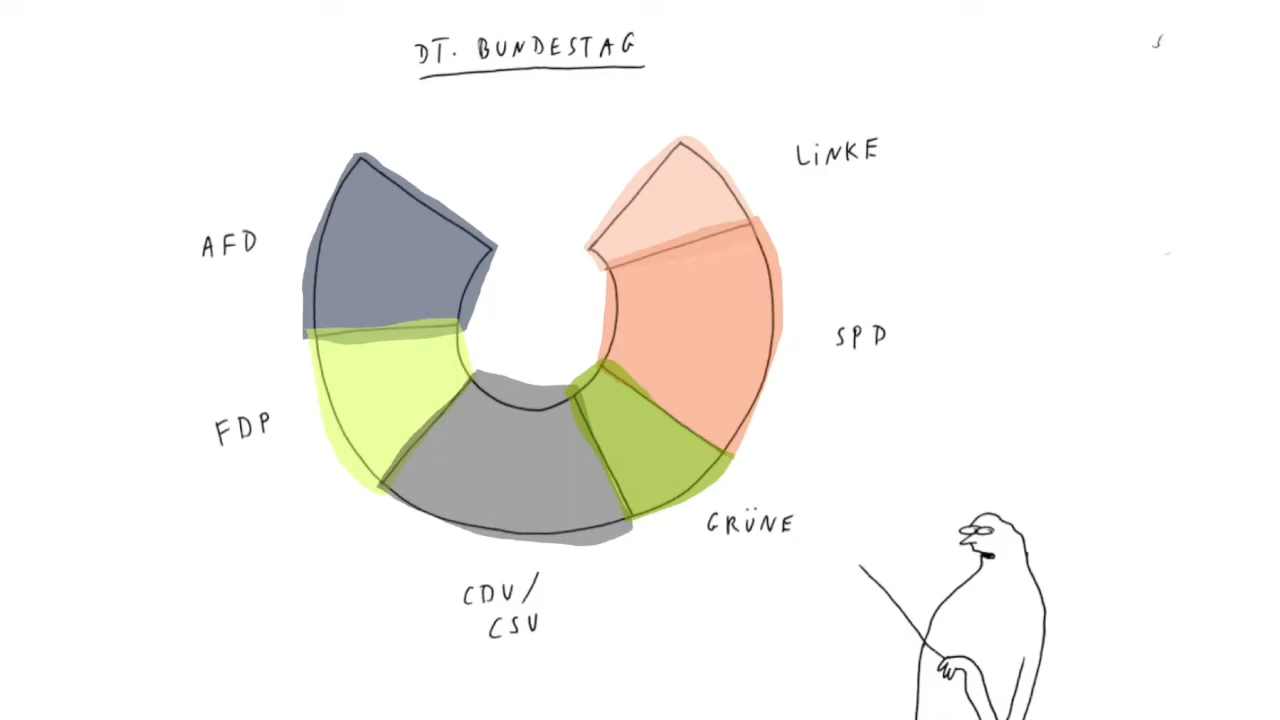 DT. BUNDESTAG
LiNKE
AFD
SPD
FDP
GRÜNE
CDU/
CSU